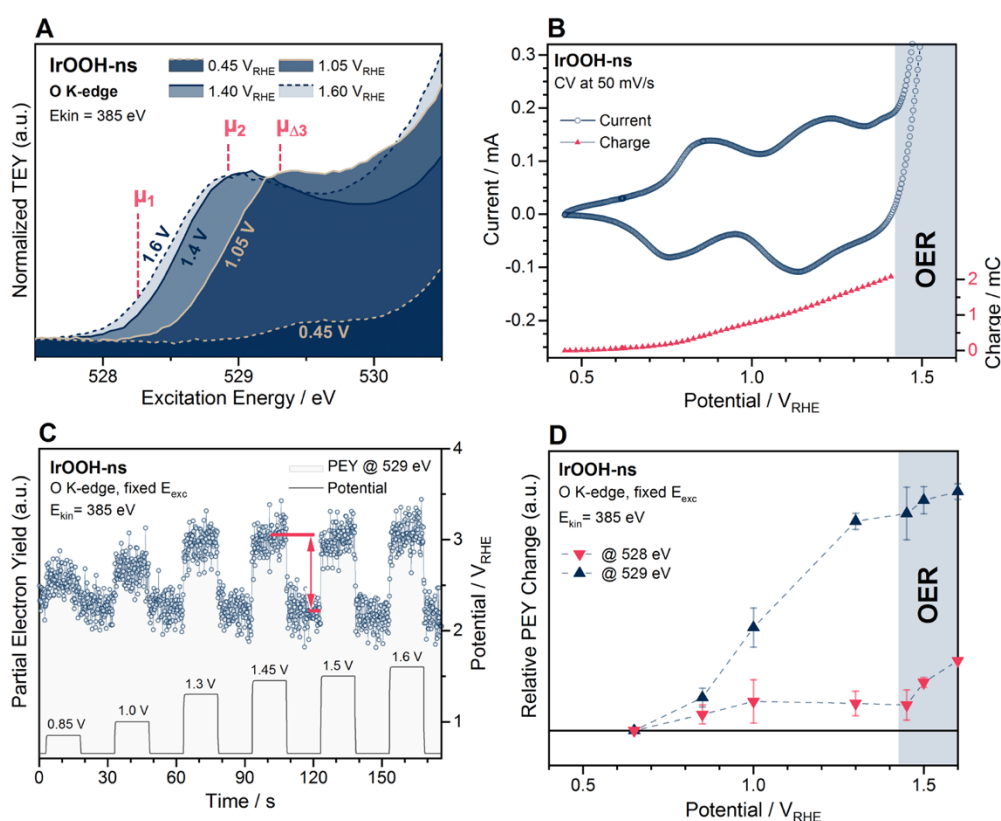 A
IrOOH-ns
O K-edge
Ekin = 385 eV
0.45 V_RHE
1.05 V_RHE
1.40 V_RHE
1.60 V_RHE
μ1
μ2
μΔ3
1.6 V
1.4 V
1.05 V
0.45 V
Normalized TEY (a.u.)
528
529
530
Excitation Energy / eV
B
IrOOH-ns
CV at 50 mV/s
Current
Charge
OER
Current / mA
0.3
0.2
0.1
0.0
-0.1
-0.2
2
1
0
Charge / mC
0.5
1.0
1.5
Potential / V_RHE
C
IrOOH-ns
O K-edge, fixed E_exc
E_kin= 385 eV
PEY @ 529 eV
Potential
Partial Electron Yield (a.u.)
0.85 V
1.0 V
1.3 V
1.45 V
1.5 V
1.6 V
4
3
2
1
Potential / V_RHE
0
30
60
90
120
150
Time / s
D
IrOOH-ns
O K-edge, fixed E_exc
E_kin= 385 eV
@ 528 eV
@ 529 eV
OER
Relative PEY Change (a.u.)
0.5
1.0
1.5
Potential / V_RHE